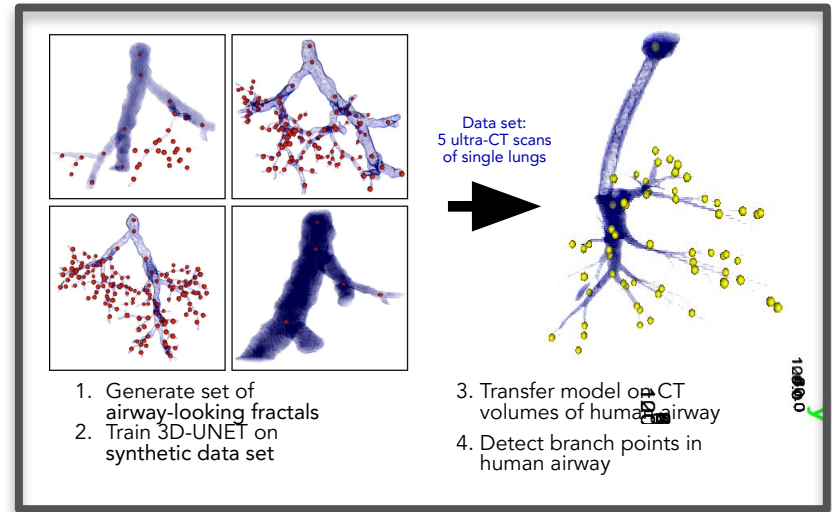 Data set:
5 ultra-CT scans
of single lungs
1. Generate set of
airway-looking fractals
2. Train 3D-UNET on
synthetic data set
3. Transfer model on CT
volumes of human airway
4. Detect branch points in
human airway
y